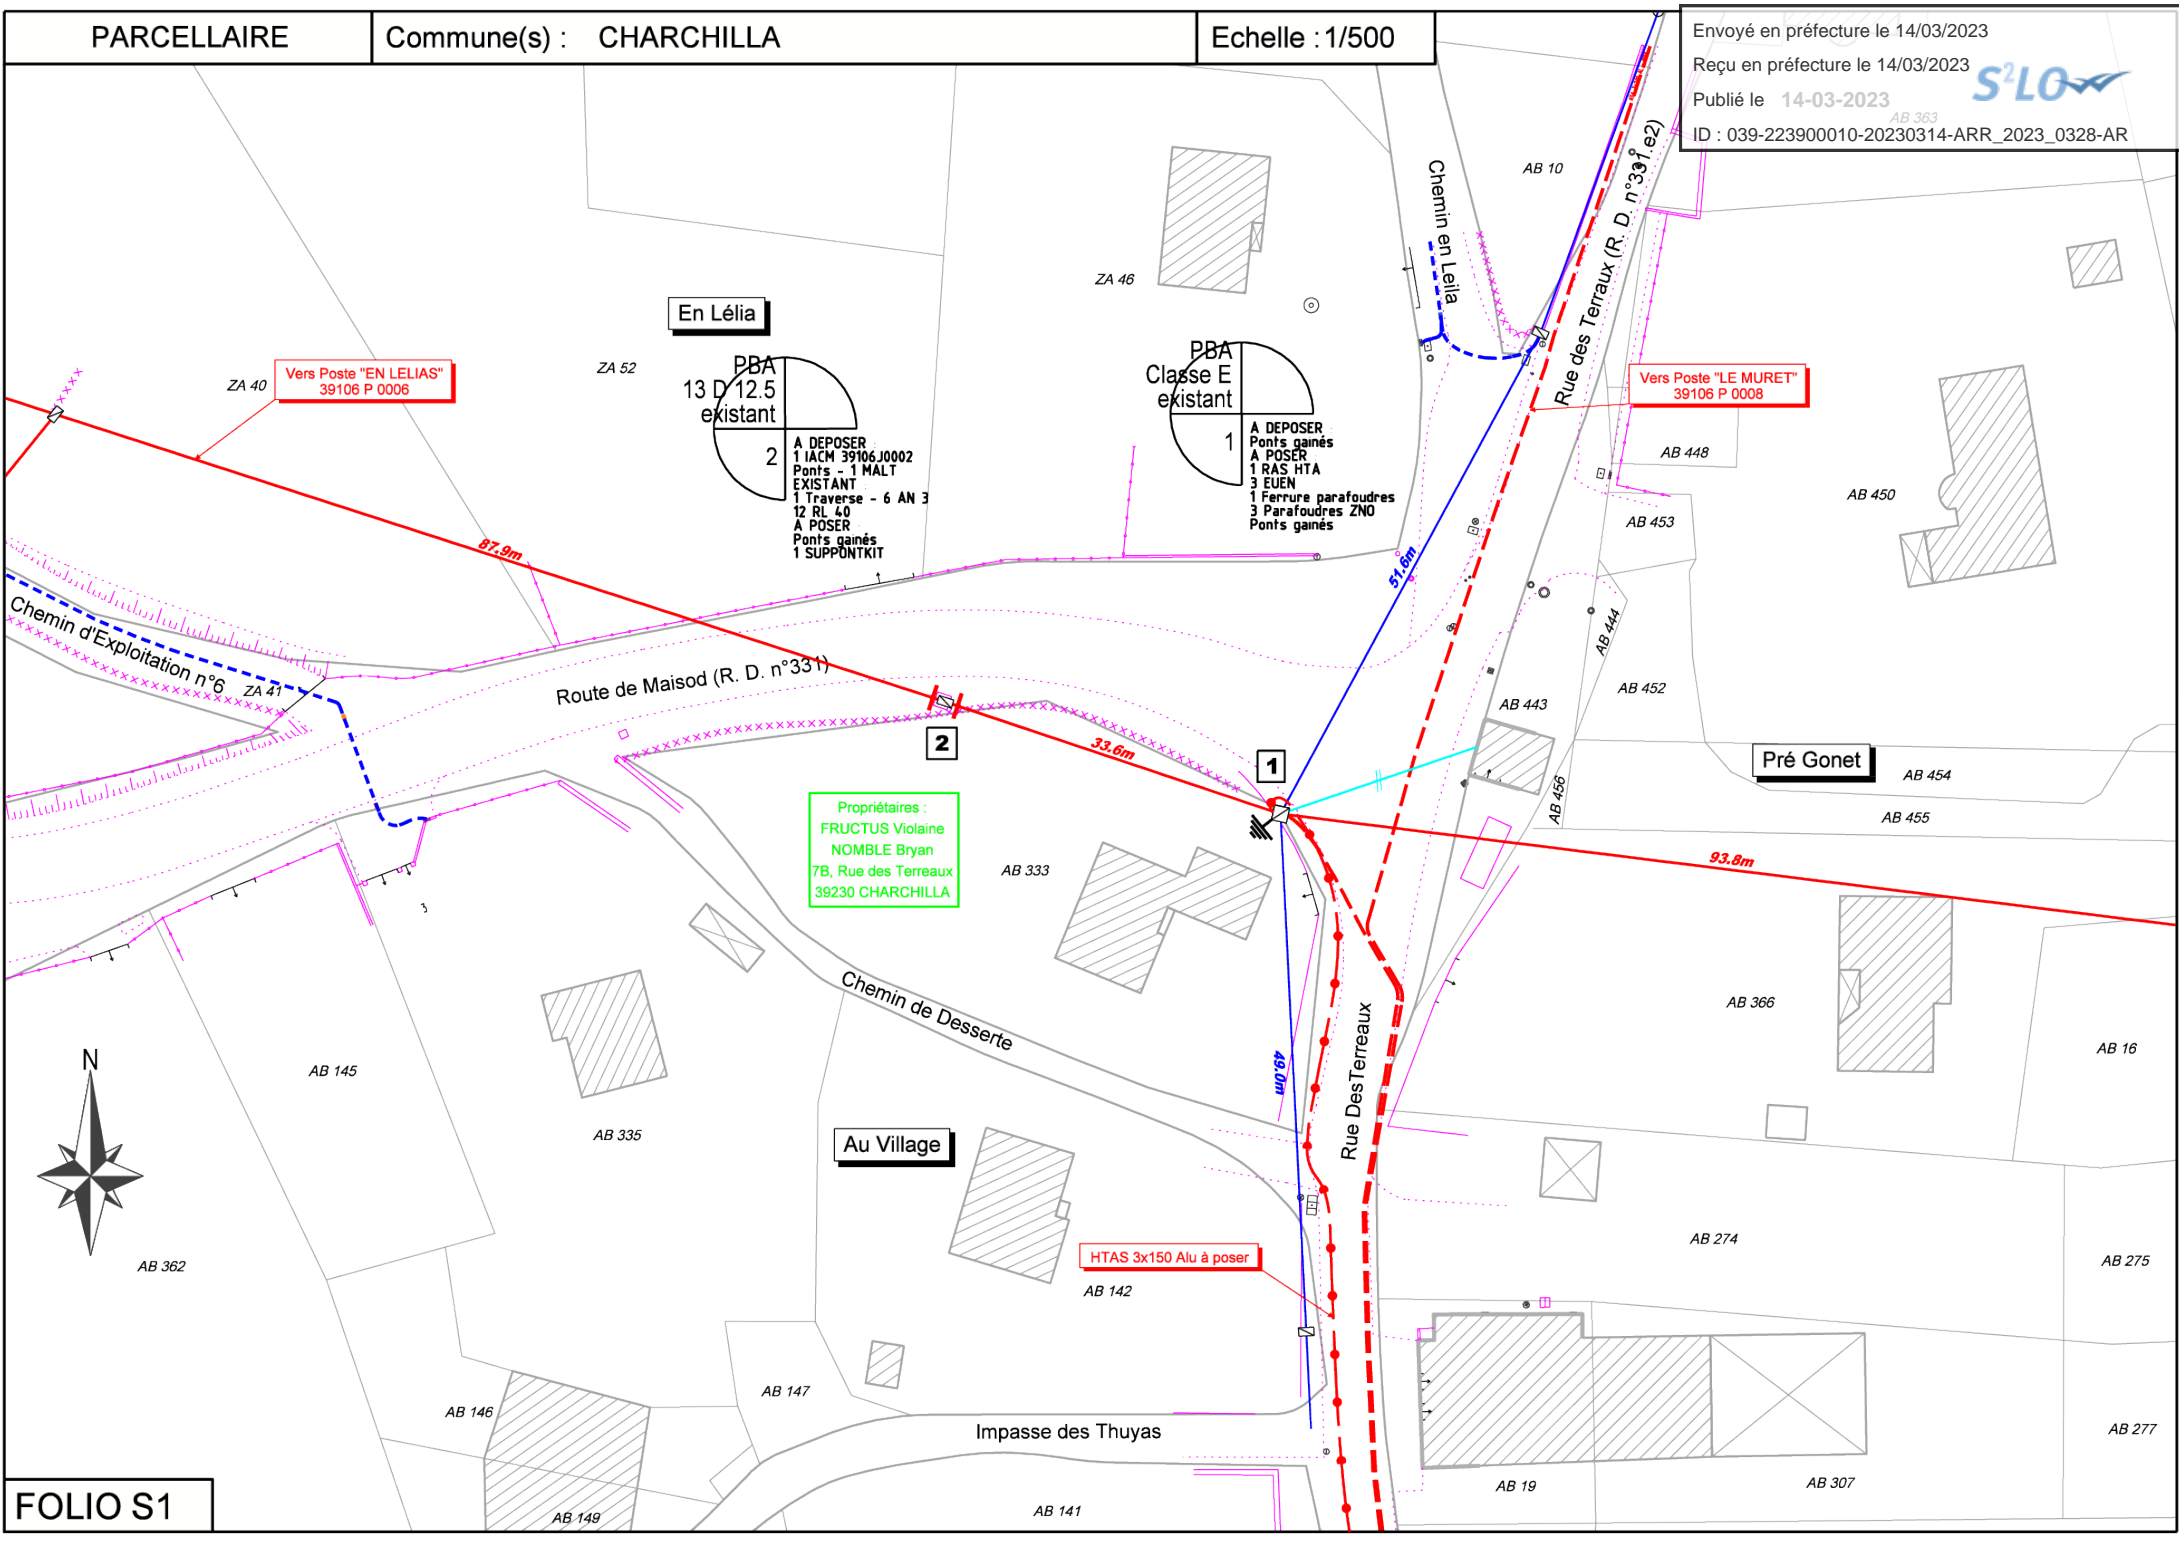 PARCELLAIRE
Commune(s) : CHARCHILLA
Echelle : 1/500
Envoyé en préfecture le 14/03/2023
Reçu en préfecture le 14/03/2023
Publié le 14-03-2023
S²LO
AB 363
ID : 039-223900010-20230314-ARR_2023_0328-AR
AB 10
Chemin en Leila
Rue des Terraux (R. D. n°331.e2)
ZA 46
En Lélia
ZA 52
ZA 40
Vers Poste "EN LELIAS"
39106 P 0006
PBA
13 D 12.5
existant
2
A DEPOSER
1 IACM 39106J0002
Ponts - 1 MALT
EXISTANT
1 Traverse - 6 AN 3
12 RL 40
A POSER
Ponts gainés
1 SUPPONTKIT
PBA
Classe E
existant
1
A DEPOSER
Ponts gainés
A POSER
1 RAS HTA
3 EUEN
1 Ferrure parafoudres
3 Parafoudres ZNO
Ponts gainés
Vers Poste "LE MURET"
39106 P 0008
AB 448
AB 450
AB 453
87.9m
51.6m
Chemin d'Exploitation n°6
ZA 41
Route de Maisod (R. D. n°331)
AB 444
AB 452
AB 443
2
33.6m
1
Pré Gonet
AB 454
AB 456
AB 455
Propriétaires :
FRUCTUS Violaine
NOMBLE Bryan
7B, Rue des Terreaux
39230 CHARCHILLA
AB 333
93.8m
Chemin de Desserte
AB 366
AB 16
N
AB 145
49.0m
Rue DesTerreaux
AB 335
Au Village
AB 362
HTAS 3x150 Alu à poser
AB 142
AB 274
AB 275
AB 147
AB 146
Impasse des Thuyas
AB 277
AB 19
AB 307
FOLIO S1
AB 149
AB 141